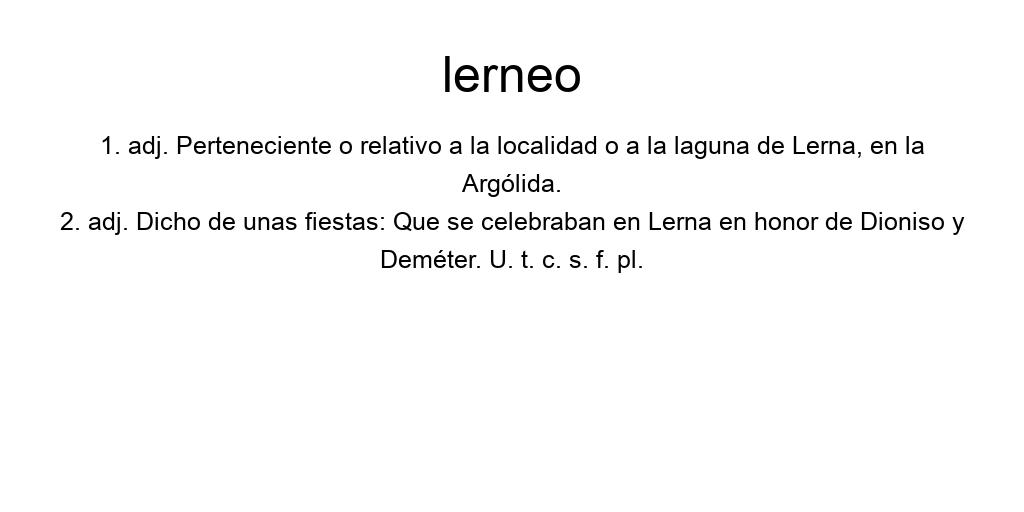 lerneo
1. adj. Perteneciente o relativo a la localidad o a la laguna de Lerna, en la
Argólida.
2. adj. Dicho de unas fiestas: Que se celebraban en Lerna en honor de Dioniso y
Deméter. U. t. c. s. f. pl.